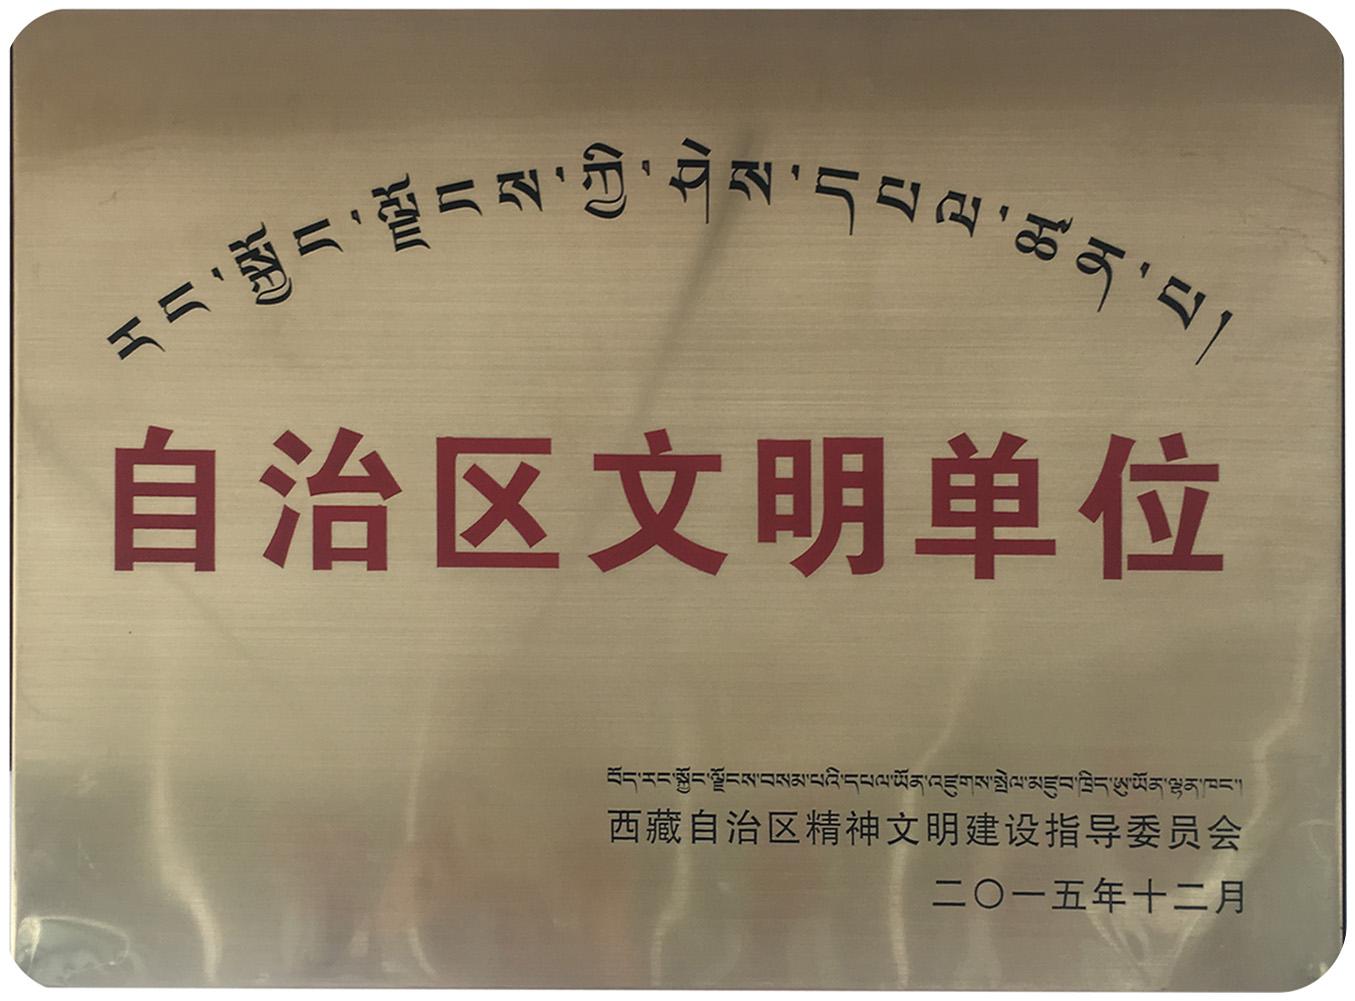 རང་སྐྱོང་ལྗོངས་ཀྱི་ཤེས་དཔལ་ཚན་པ།
自治区文明单位
བོད་རང་སྐྱོང་ལྗོངས་བསམ་པའི་དཔལ་ཡོན་འཛུགས་སྤེལ་མཛུབ་ཁྲིད་ཨུ་ཡོན་ལྷན་ཁང་།
西藏自治区精神文明建设指导委员会
二〇一五年十二月